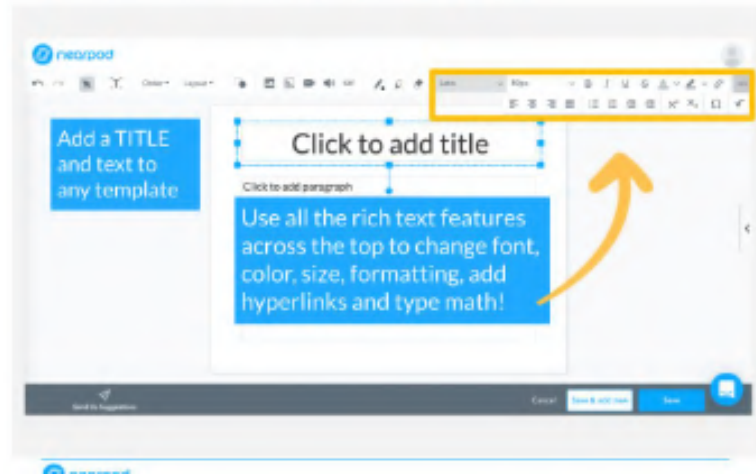 nearpod
Add a TITLE
and text to
any template
Click to add title
Click to add paragraph
Use all the rich text features
across the top to change font,
color, size, formatting, add
hyperlinks and type math!
Cancel
Save & add new
Save
nearpod